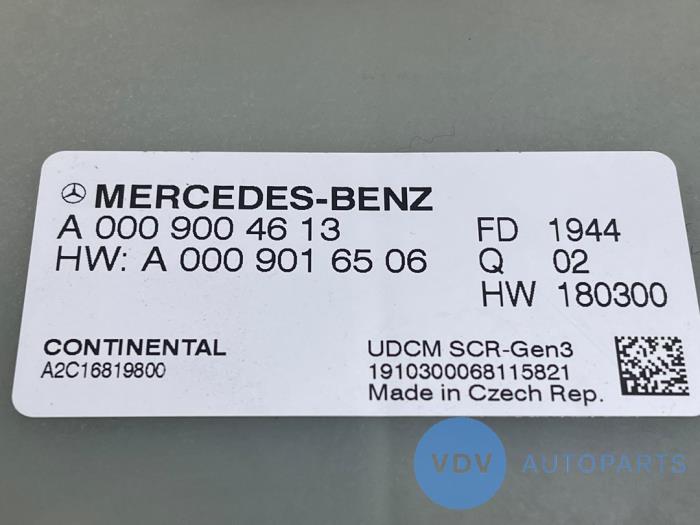 MERCEDES-BENZ
A 000 900 46 13
HW: A 000 901 65 06
FD 1944
Q 02
HW 180300
CONTINENTAL
A2C16819800
UDCM SCR-Gen3
1910300068115821
Made in Czech Rep.
VDV AUTOPARTS